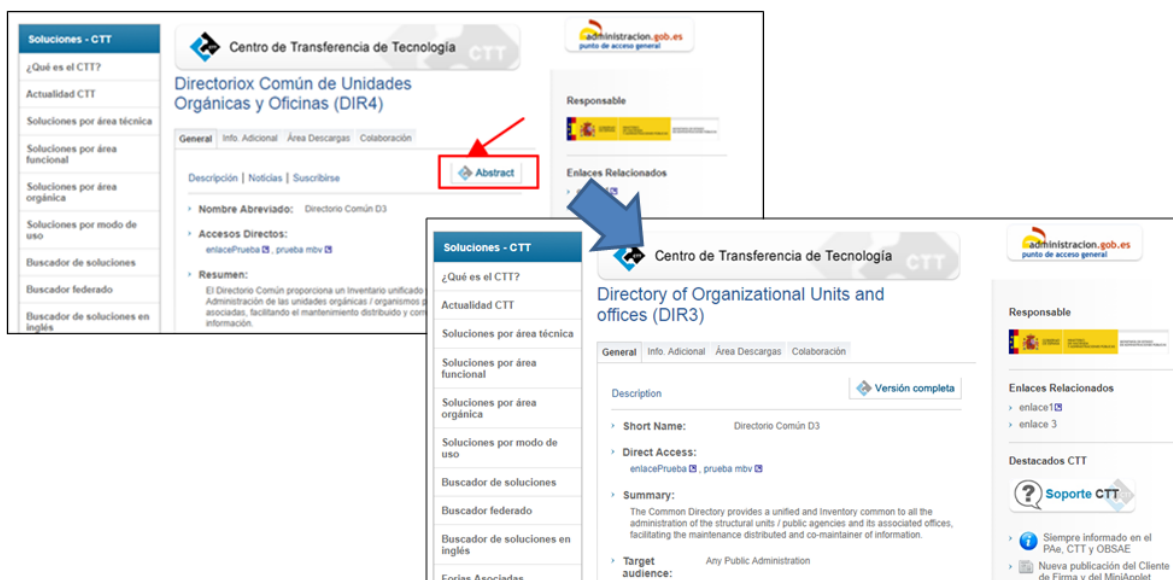 Soluciones - CTT
¿Qué es el CTT?
Actualidad CTT
Soluciones por área técnica
Soluciones por área
funcional
Soluciones por área
orgánica
Soluciones por modo de
uso
Buscador de soluciones
Buscador federado
Buscador de soluciones en
inglés
Centro de Transferencia de Tecnología
CTT
Directoriox Común de Unidades
Orgánicas y Oficinas (DIR4)
General Info. Adicional Área Descargas Colaboración
Descripción | Noticias | Suscribirse
Abstract
Nombre Abreviado: Directorio Común D3
Accesos Directos:
enlacePrueba , prueba mbv
Resumen:
El Directorio Común proporciona un Inventario unificado
Administración de las unidades orgánicas / organismos p
asociadas, facilitando el mantenimiento distribuido y com
información.
administracion.gob.es
punto de acceso general
Responsable
Enlaces Relacionados
Soluciones - CTT
¿Qué es el CTT?
Actualidad CTT
Soluciones por área técnica
Soluciones por área
funcional
Soluciones por área
orgánica
Soluciones por modo de
uso
Buscador de soluciones
Buscador federado
Buscador de soluciones en
inglés
Forjas Asociadas
Centro de Transferencia de Tecnología
CTT
Directory of Organizational Units and
offices (DIR3)
General Info. Adicional Área Descargas Colaboración
Description
Versión completa
Short Name: Directorio Común D3
Direct Access:
enlacePrueba , prueba mbv
Summary:
The Common Directory provides a unified and Inventory common to all the
administration of the structural units / public agencies and its associated offices,
facilitating the maintenance distributed and co-maintainer of information.
Target Any Public Administration
audience:
administracion.gob.es
punto de acceso general
Responsable
Enlaces Relacionados
enlace1
enlace 3
Destacados CTT
Soporte CTT
Siempre informado en el
PAe, CTT y OBSAE
Nueva publicación del Cliente
de Firma y del MiniApplet